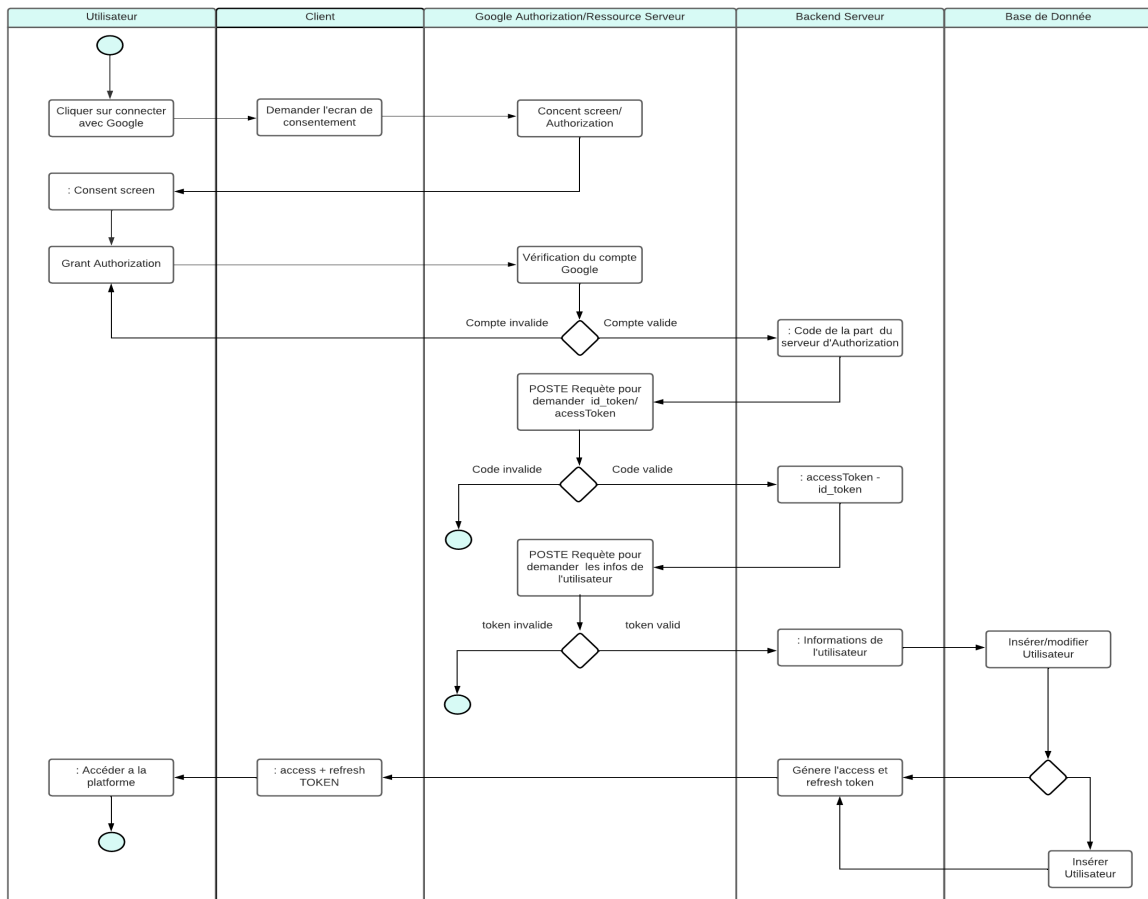 Utilisateur
Client
Google Authorization/Ressource Serveur
Backend Serveur
Base de Donnée
Cliquer sur connecter
avec Google
Demander l'ecran de
consentement
Concent screen/
Authorization
: Consent screen
Grant Authorization
Vérification du compte
Google
Compte invalide
Compte valide
: Code de la part du
serveur d'Authorization
POSTE Requète pour
demander id_token/
acessToken
Code invalide
Code valide
: accessToken -
id_token
POSTE Requète pour
demander les infos de
l'utilisateur
token invalide
token valid
: Informations de
l'utilisateur
Insérer/modifier
Utilisateur
: Accéder a la
platforme
: access + refresh
TOKEN
Génere l'access et
refresh token
Insérer
Utilisateur